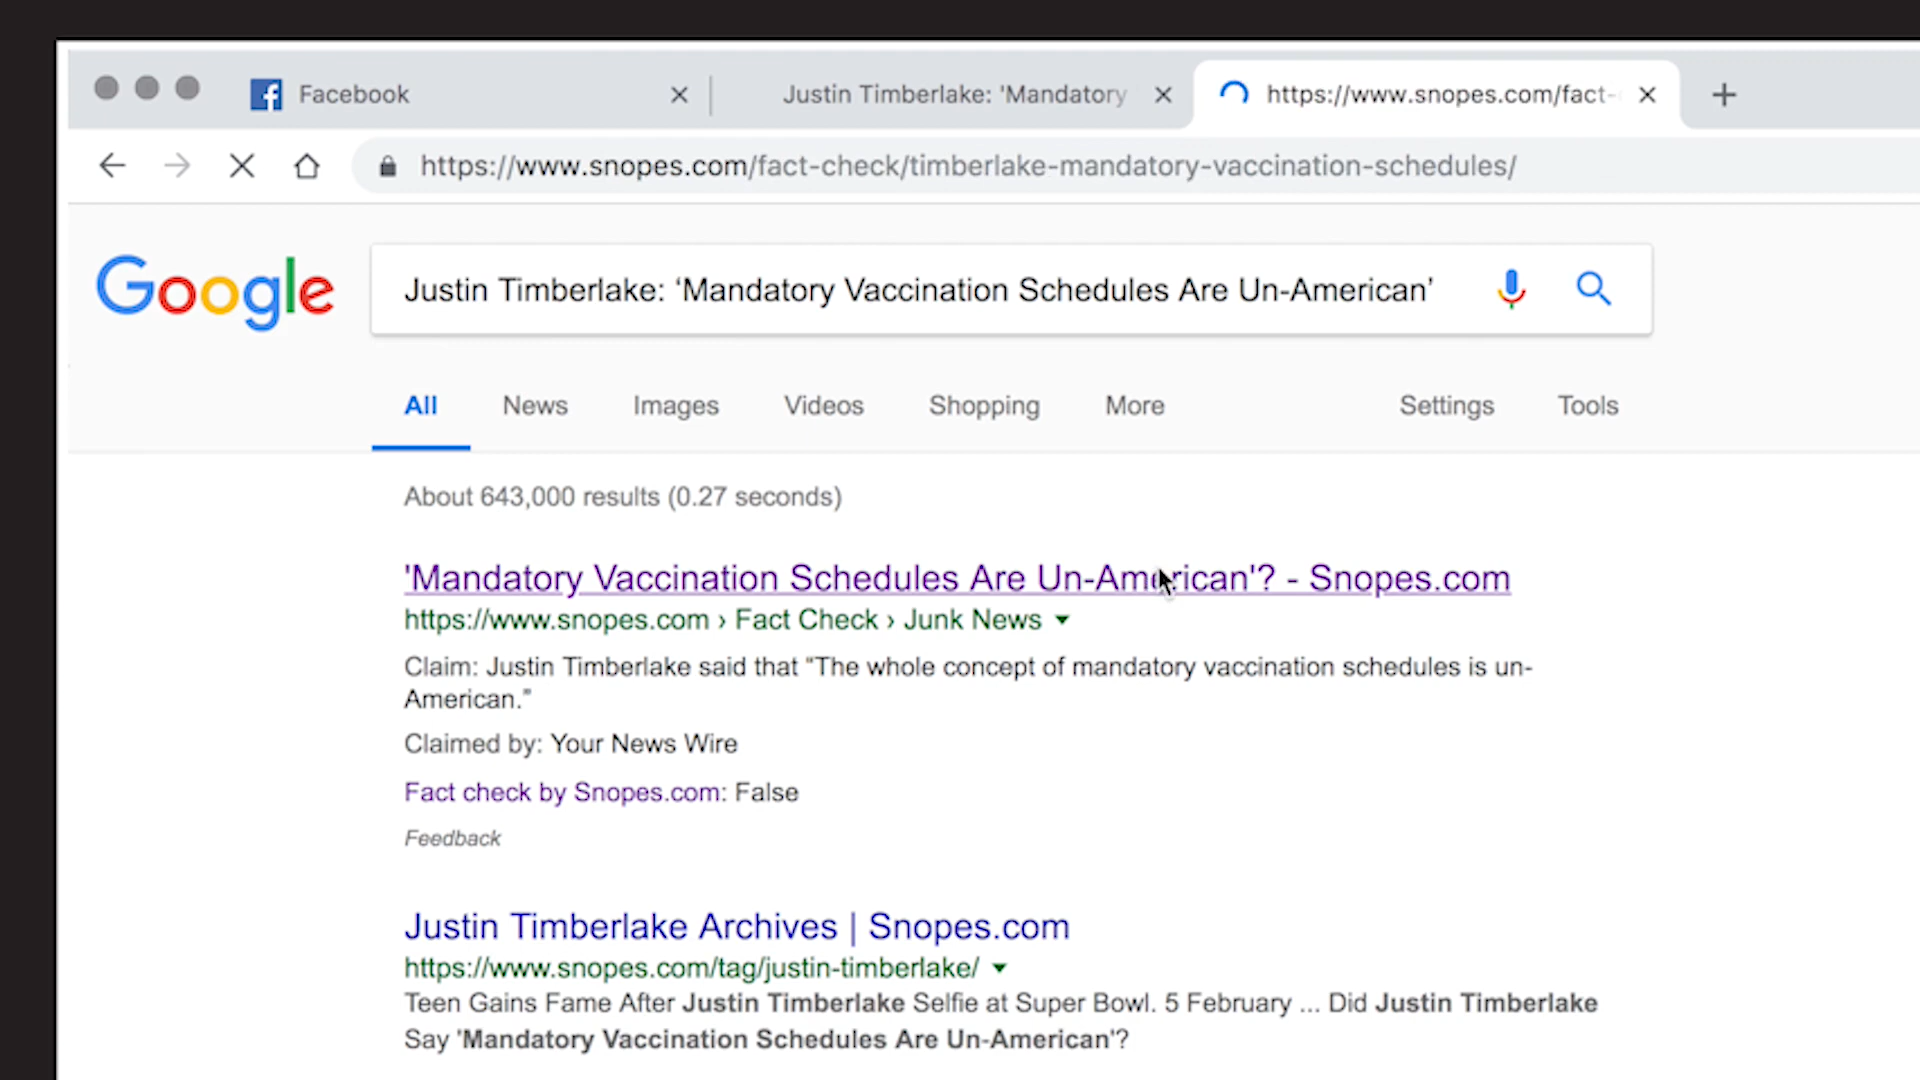 Facebook
Justin Timberlake: 'Mandatory
https://www.snopes.com/fact-
https://www.snopes.com/fact-check/timberlake-mandatory-vaccination-schedules/
Google
Justin Timberlake: ‘Mandatory Vaccination Schedules Are Un-American’
All News Images Videos Shopping More Settings Tools
About 643,000 results (0.27 seconds)
'Mandatory Vaccination Schedules Are Un-American'? - Snopes.com
https://www.snopes.com › Fact Check › Junk News
Claim: Justin Timberlake said that “The whole concept of mandatory vaccination schedules is un-
American.”
Claimed by: Your News Wire
Fact check by Snopes.com: False
Feedback
Justin Timberlake Archives | Snopes.com
https://www.snopes.com/tag/justin-timberlake/
Teen Gains Fame After Justin Timberlake Selfie at Super Bowl. 5 February ... Did Justin Timberlake
Say 'Mandatory Vaccination Schedules Are Un-American'?